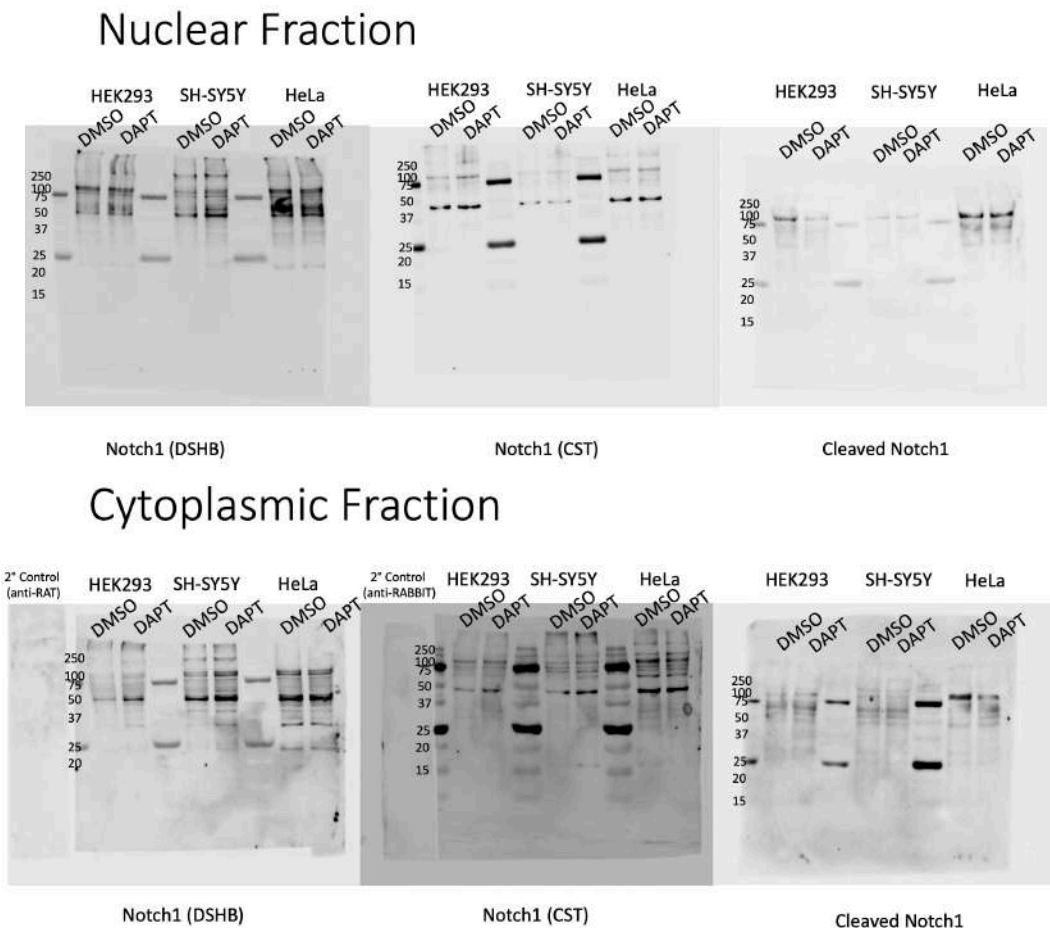 Nuclear Fraction
HEK293 SH-SY5Y HeLa
DMSO DAPT DMSO DAPT DMSO DAPT
250
100
75
50
37
25
20
15
Notch1 (DSHB)
HEK293 SH-SY5Y HeLa
DMSO DAPT DMSO DAPT DMSO DAPT
250
100
75
50
37
25
20
15
Notch1 (CST)
HEK293 SH-SY5Y HeLa
DMSO DAPT DMSO DAPT DMSO DAPT
250
100
75
50
37
25
20
15
Cleaved Notch1
Cytoplasmic Fraction
2° Control
(anti-RAT)
HEK293 SH-SY5Y HeLa
DMSO DAPT DMSO DAPT DMSO DAPT
250
100
75
50
37
25
20
Notch1 (DSHB)
2° Control
(anti-RABBIT)
HEK293 SH-SY5Y HeLa
DMSO DAPT DMSO DAPT DMSO DAPT
250
100
75
50
37
25
20
15
Notch1 (CST)
HEK293 SH-SY5Y HeLa
DMSO DAPT DMSO DAPT DMSO DAPT
250
100
75
50
37
25
20
15
Cleaved Notch1